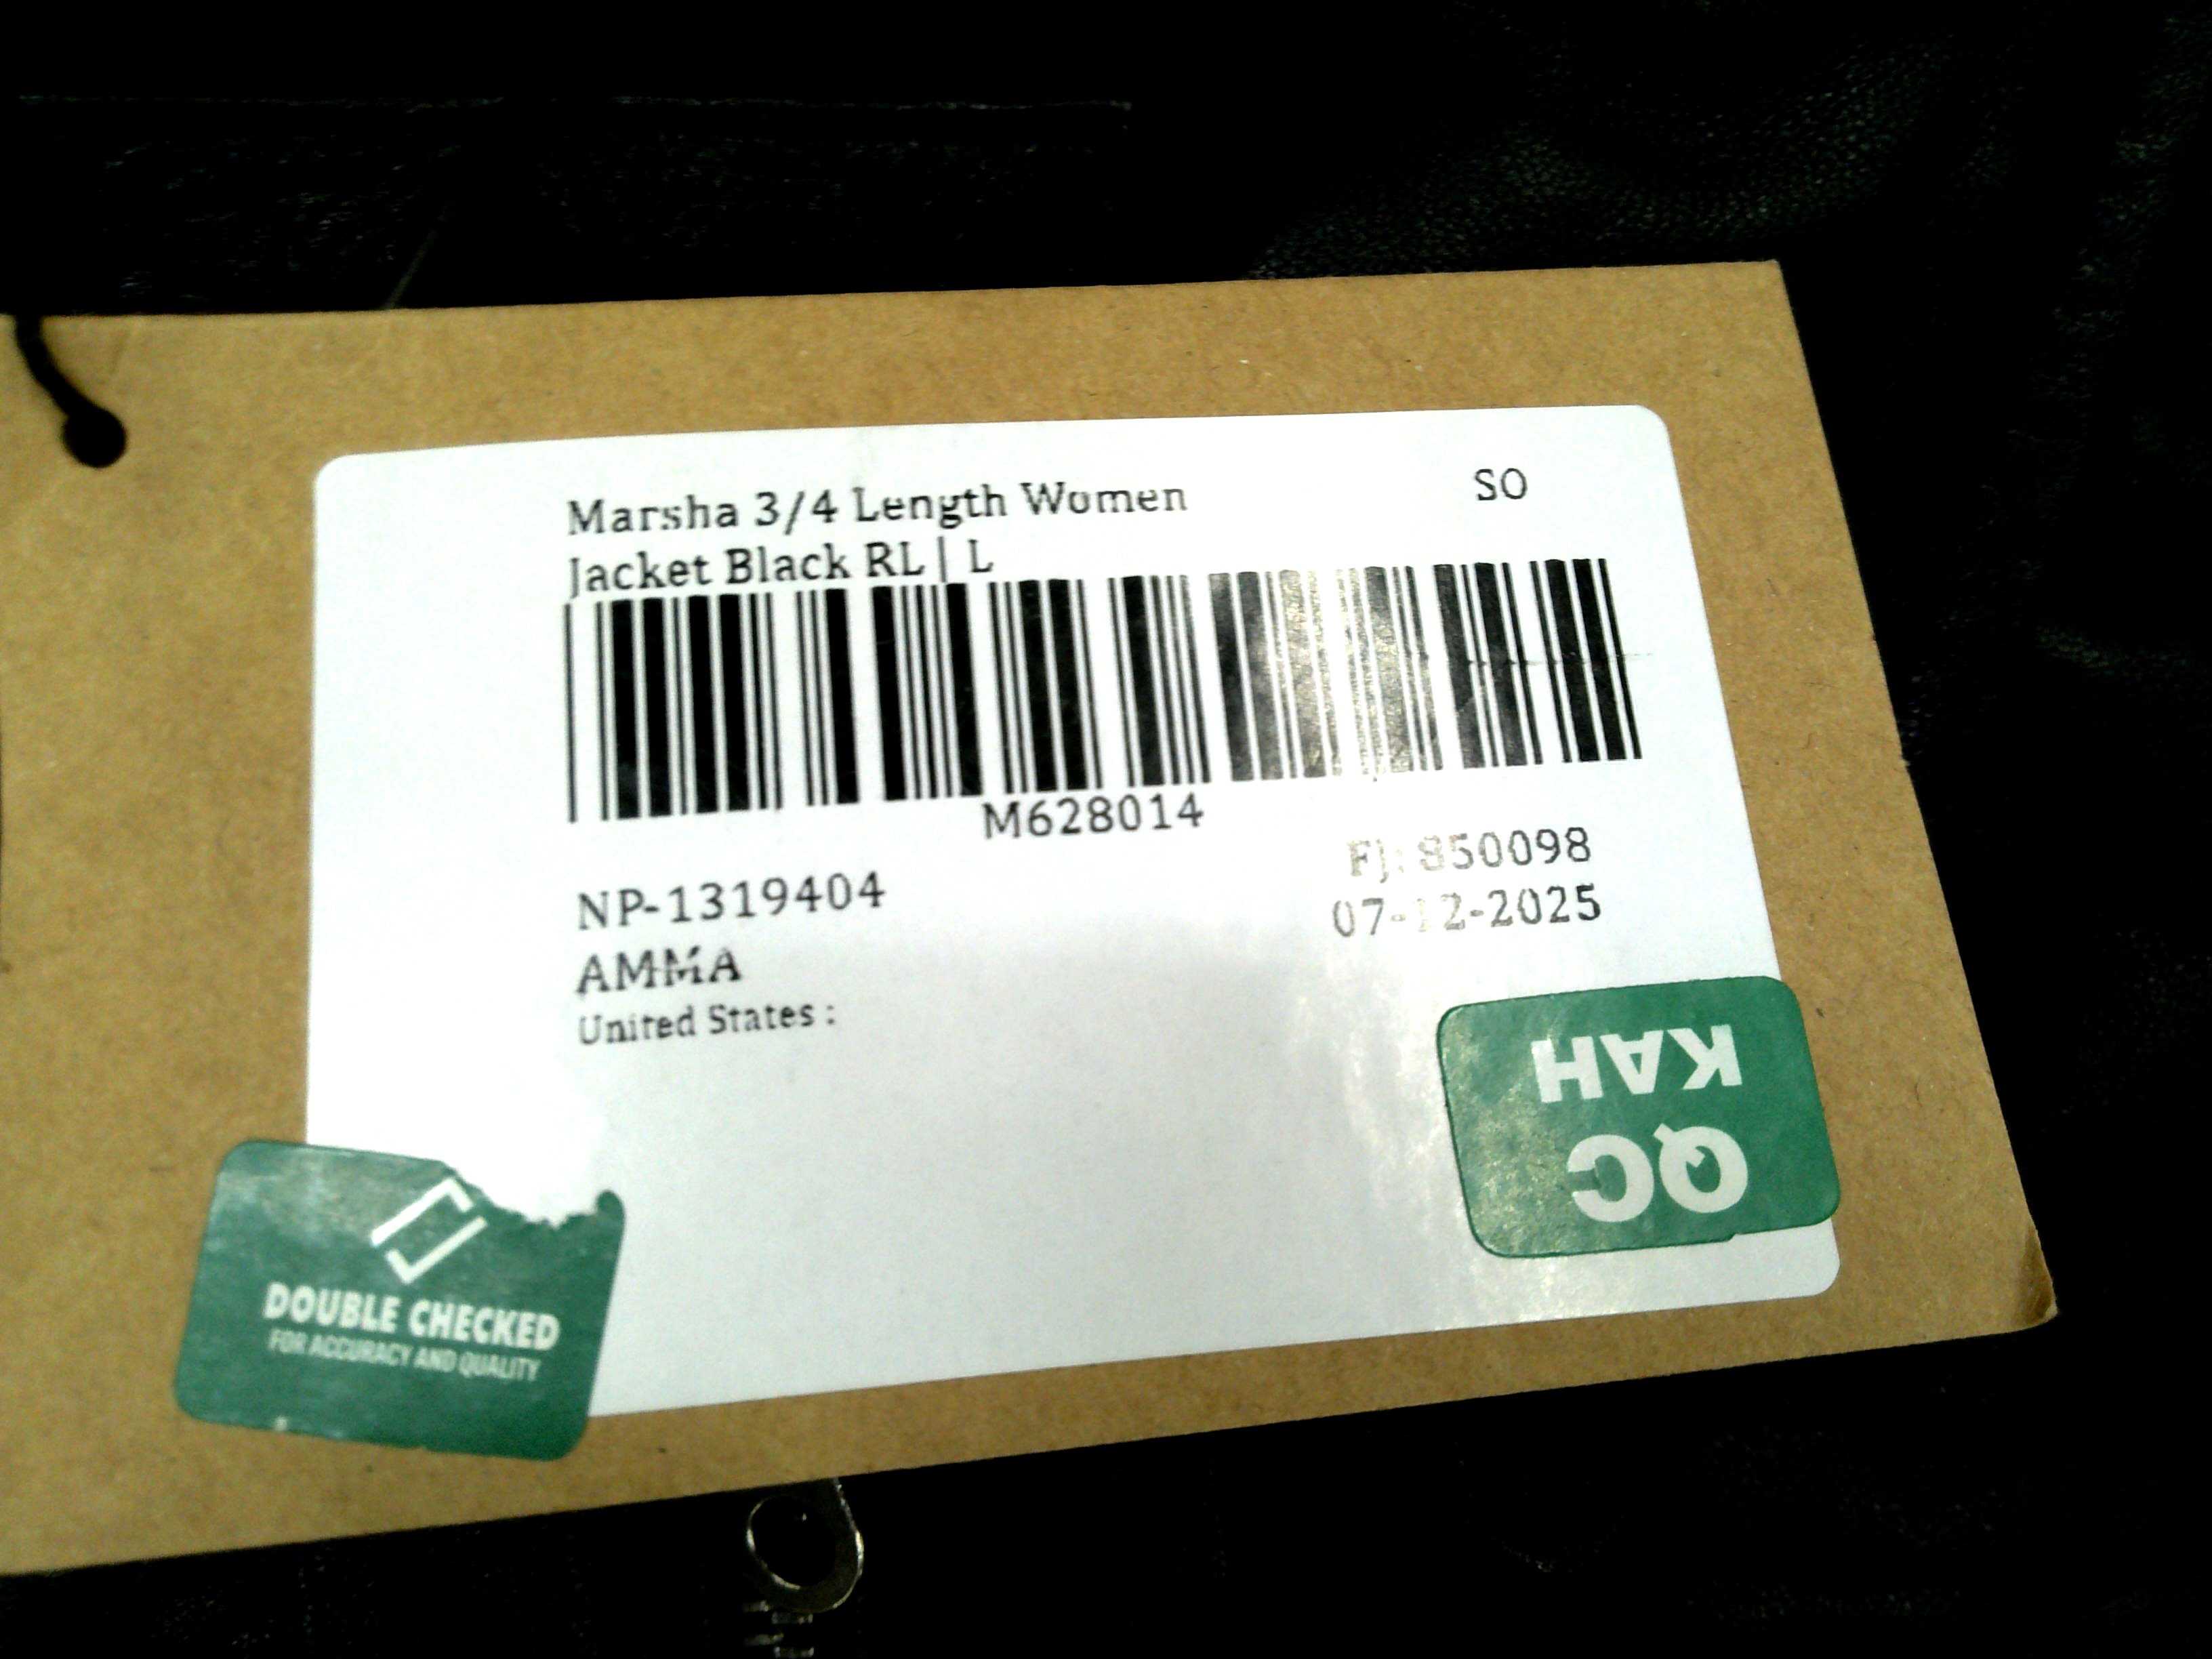 Marsha 3/4 Length Women
Jacket Black RL | L
SO
M628014
NP-1319404
FJ: 850098
07-12-2025
AMMA
United States :
QC
KAH
DOUBLE CHECKED
FOR ACCURACY AND QUALITY